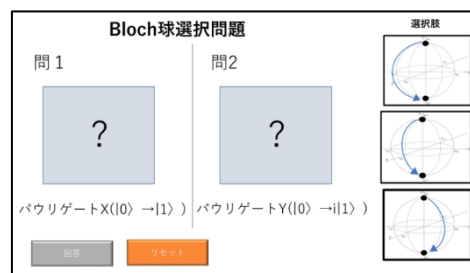 Bloch球選択問題
選択肢
問1
問2
?
?
パウリゲートX(|0⟩ →|1⟩ )
パウリゲートY(|0⟩ →i|1⟩ )
回答
リセット